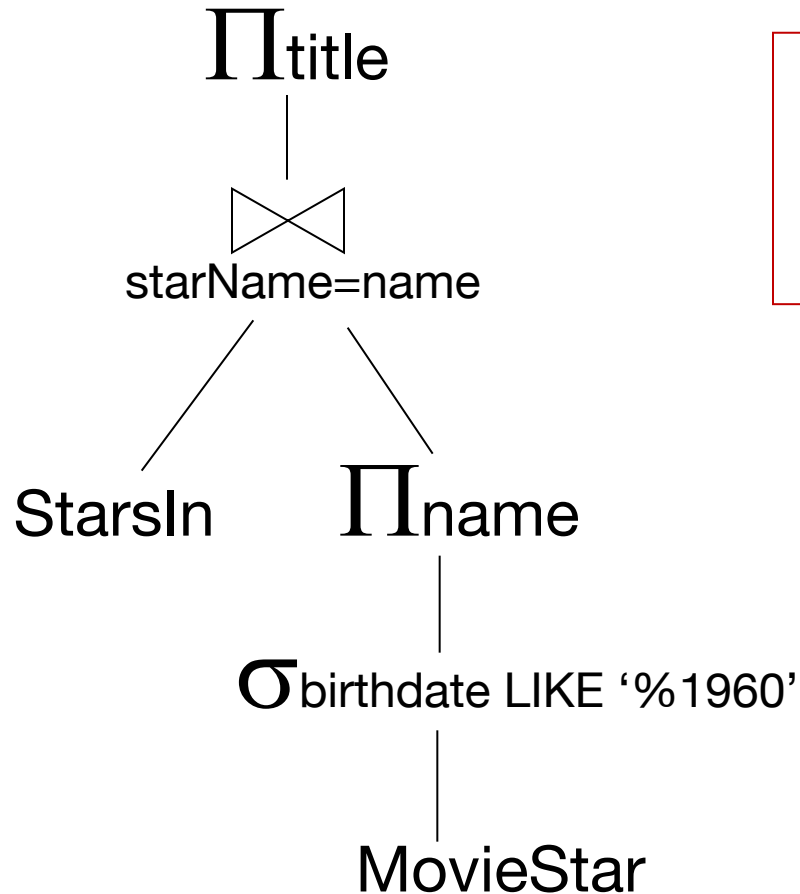 Πtitle
starName=name
StarsIn Πname
σbirthdate LIKE ‘%1960’
MovieStar